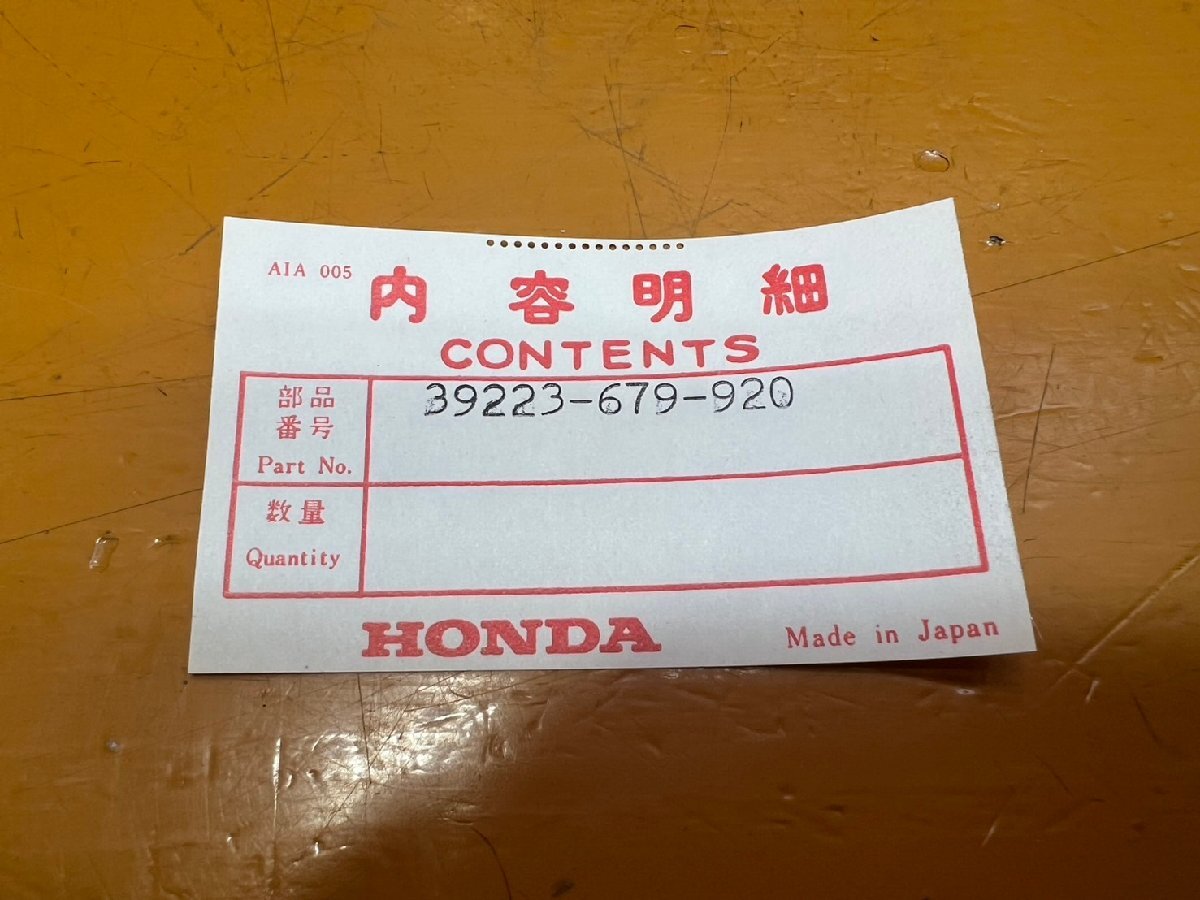 AIA 005
内容明細
CONTENTS
部品
番号
Part No.
39223-679-920
数量
Quantity
HONDA
Made in Japan